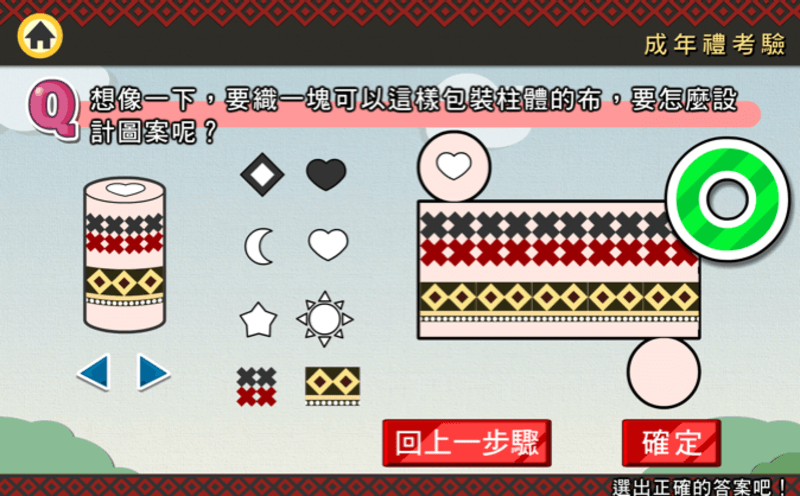 成年禮考驗
Q 想像一下，要織一塊可以這樣包裝柱體的布，要怎麼設
計圖案呢？
回上一步驟
確定
選出正確的答案吧！